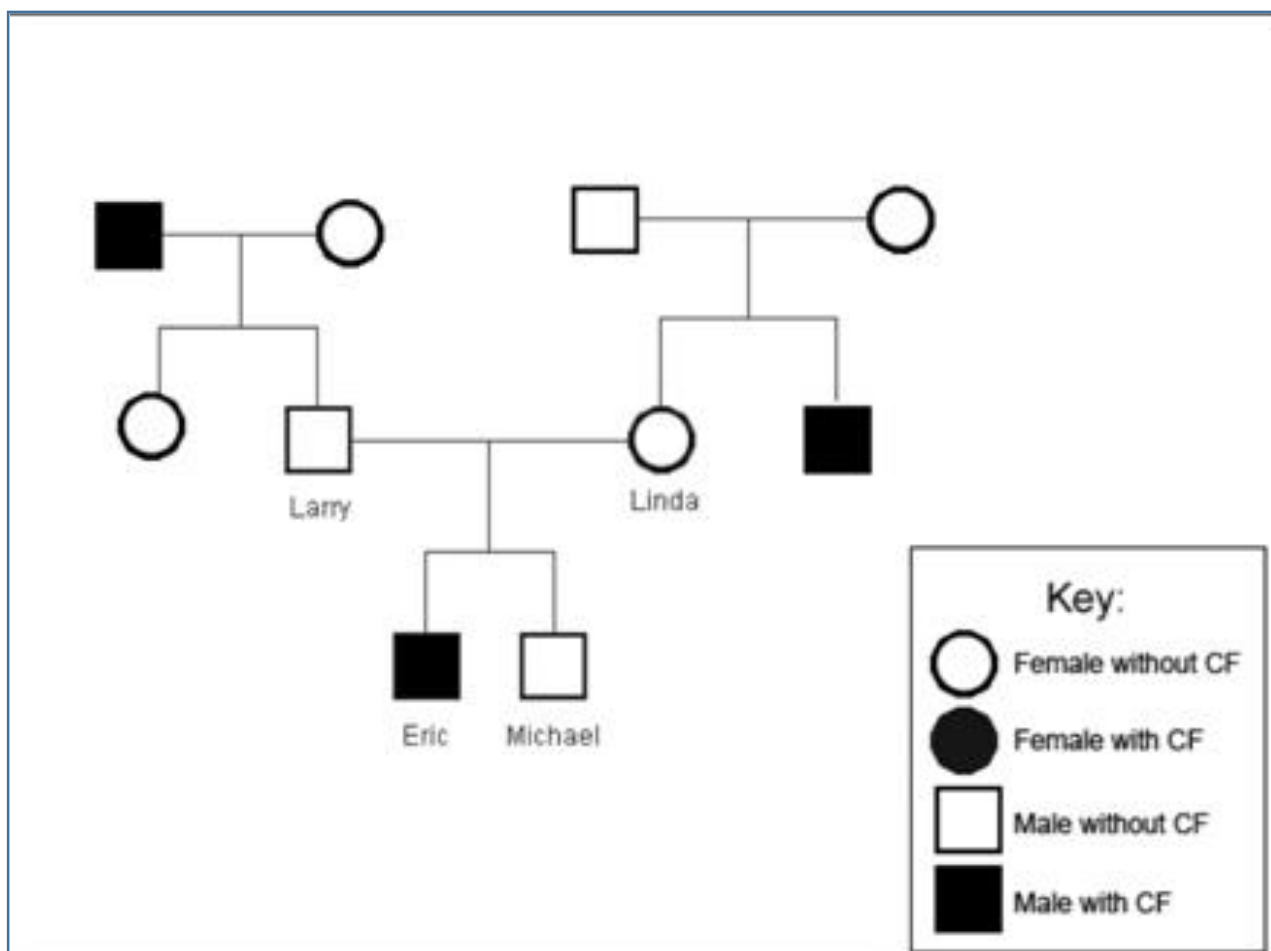 Larry
Linda
Eric
Michael
Key:
Female without CF
Female with CF
Male without CF
Male with CF